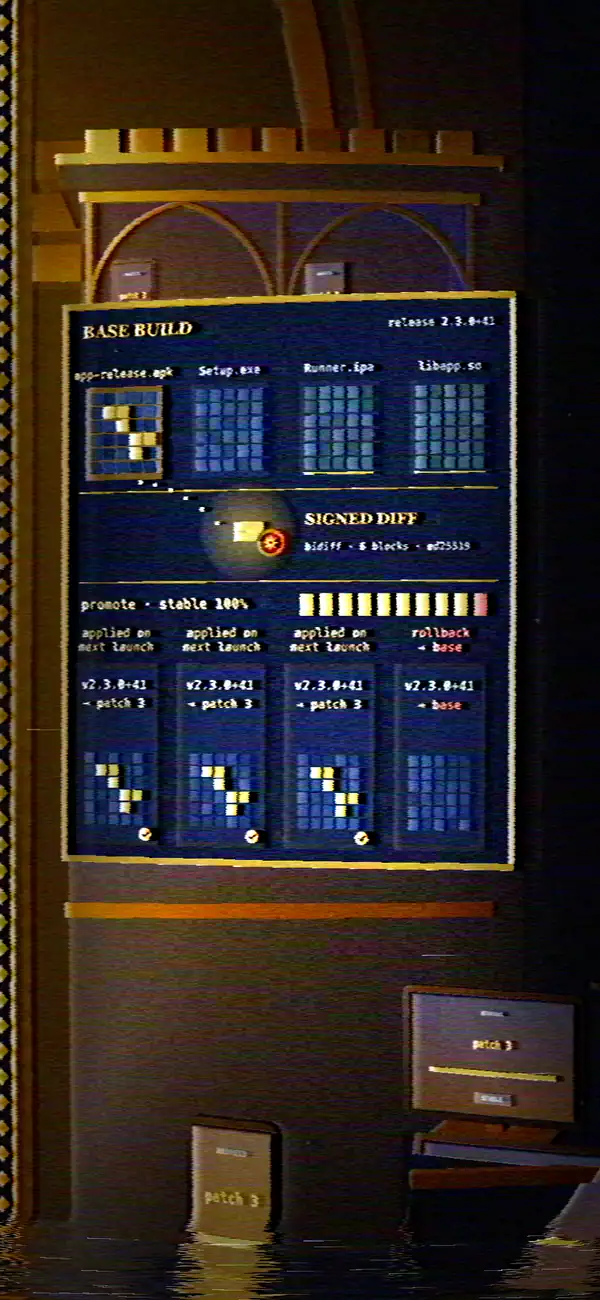 patch 3
BASE BUILD
release 2.3.0+41
app-release.apk
Setup.exe
Runner.ipa
libapp.so
SIGNED DIFF
bidiff · 6 blocks · ed25519
promote · stable 100%
applied on
next launch
applied on
next launch
applied on
next launch
rollback
→ base
v2.3.0+41
→ patch 3
v2.3.0+41
→ patch 3
v2.3.0+41
→ patch 3
v2.3.0+41
→ base
patch 3
patch 3